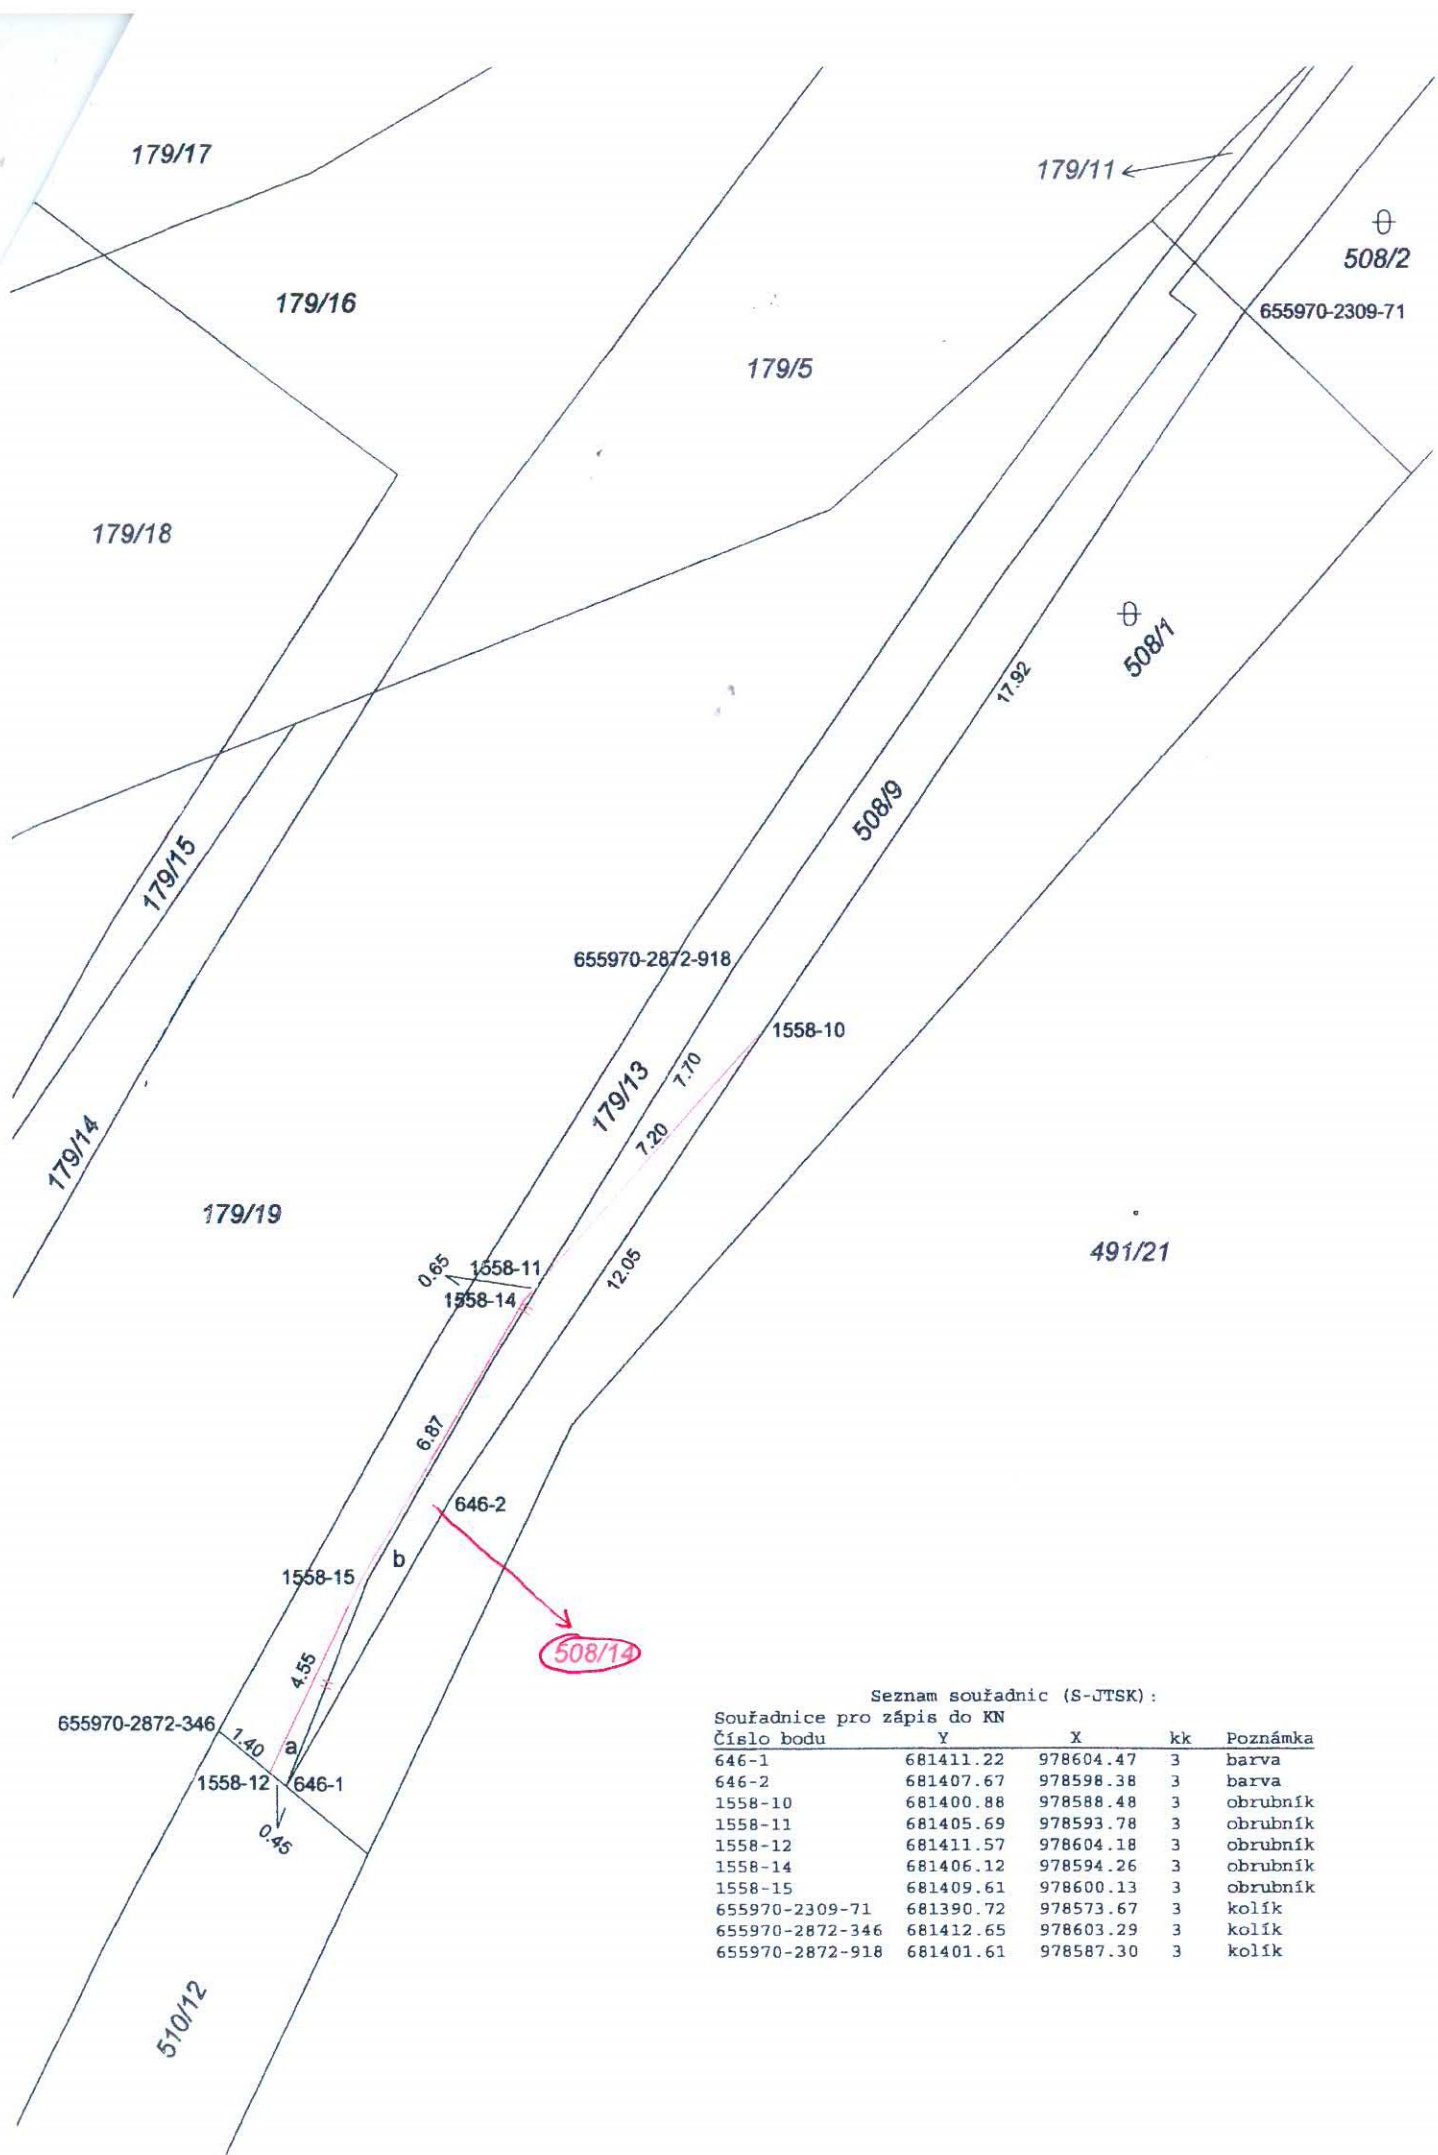 179/17
179/11
508/2
179/16
655970-2309-71
179/5
179/18
508/1
17.92
508/9
179/15
655970-2872-918
1558-10
7.70
179/13
7.20
179/14
179/19
491/21
0.65
1558-11
12.05
1558-14
6.87
646-2
b
1558-15
508/14
4.55
655970-2872-346
1.40
a
1558-12
646-1
0.45
510/12
Seznam souřadnic (S-JTSK):
Souřadnice pro zápis do KN
Číslo bodu Y X kk Poznámka
646-1 681411.22 978604.47 3 barva
646-2 681407.67 978598.38 3 barva
1558-10 681400.88 978588.48 3 obrubník
1558-11 681405.69 978593.78 3 obrubník
1558-12 681411.57 978604.18 3 obrubník
1558-14 681406.12 978594.26 3 obrubník
1558-15 681409.61 978600.13 3 obrubník
655970-2309-71 681390.72 978573.67 3 kolík
655970-2872-346 681412.65 978603.29 3 kolík
655970-2872-918 681401.61 978587.30 3 kolík